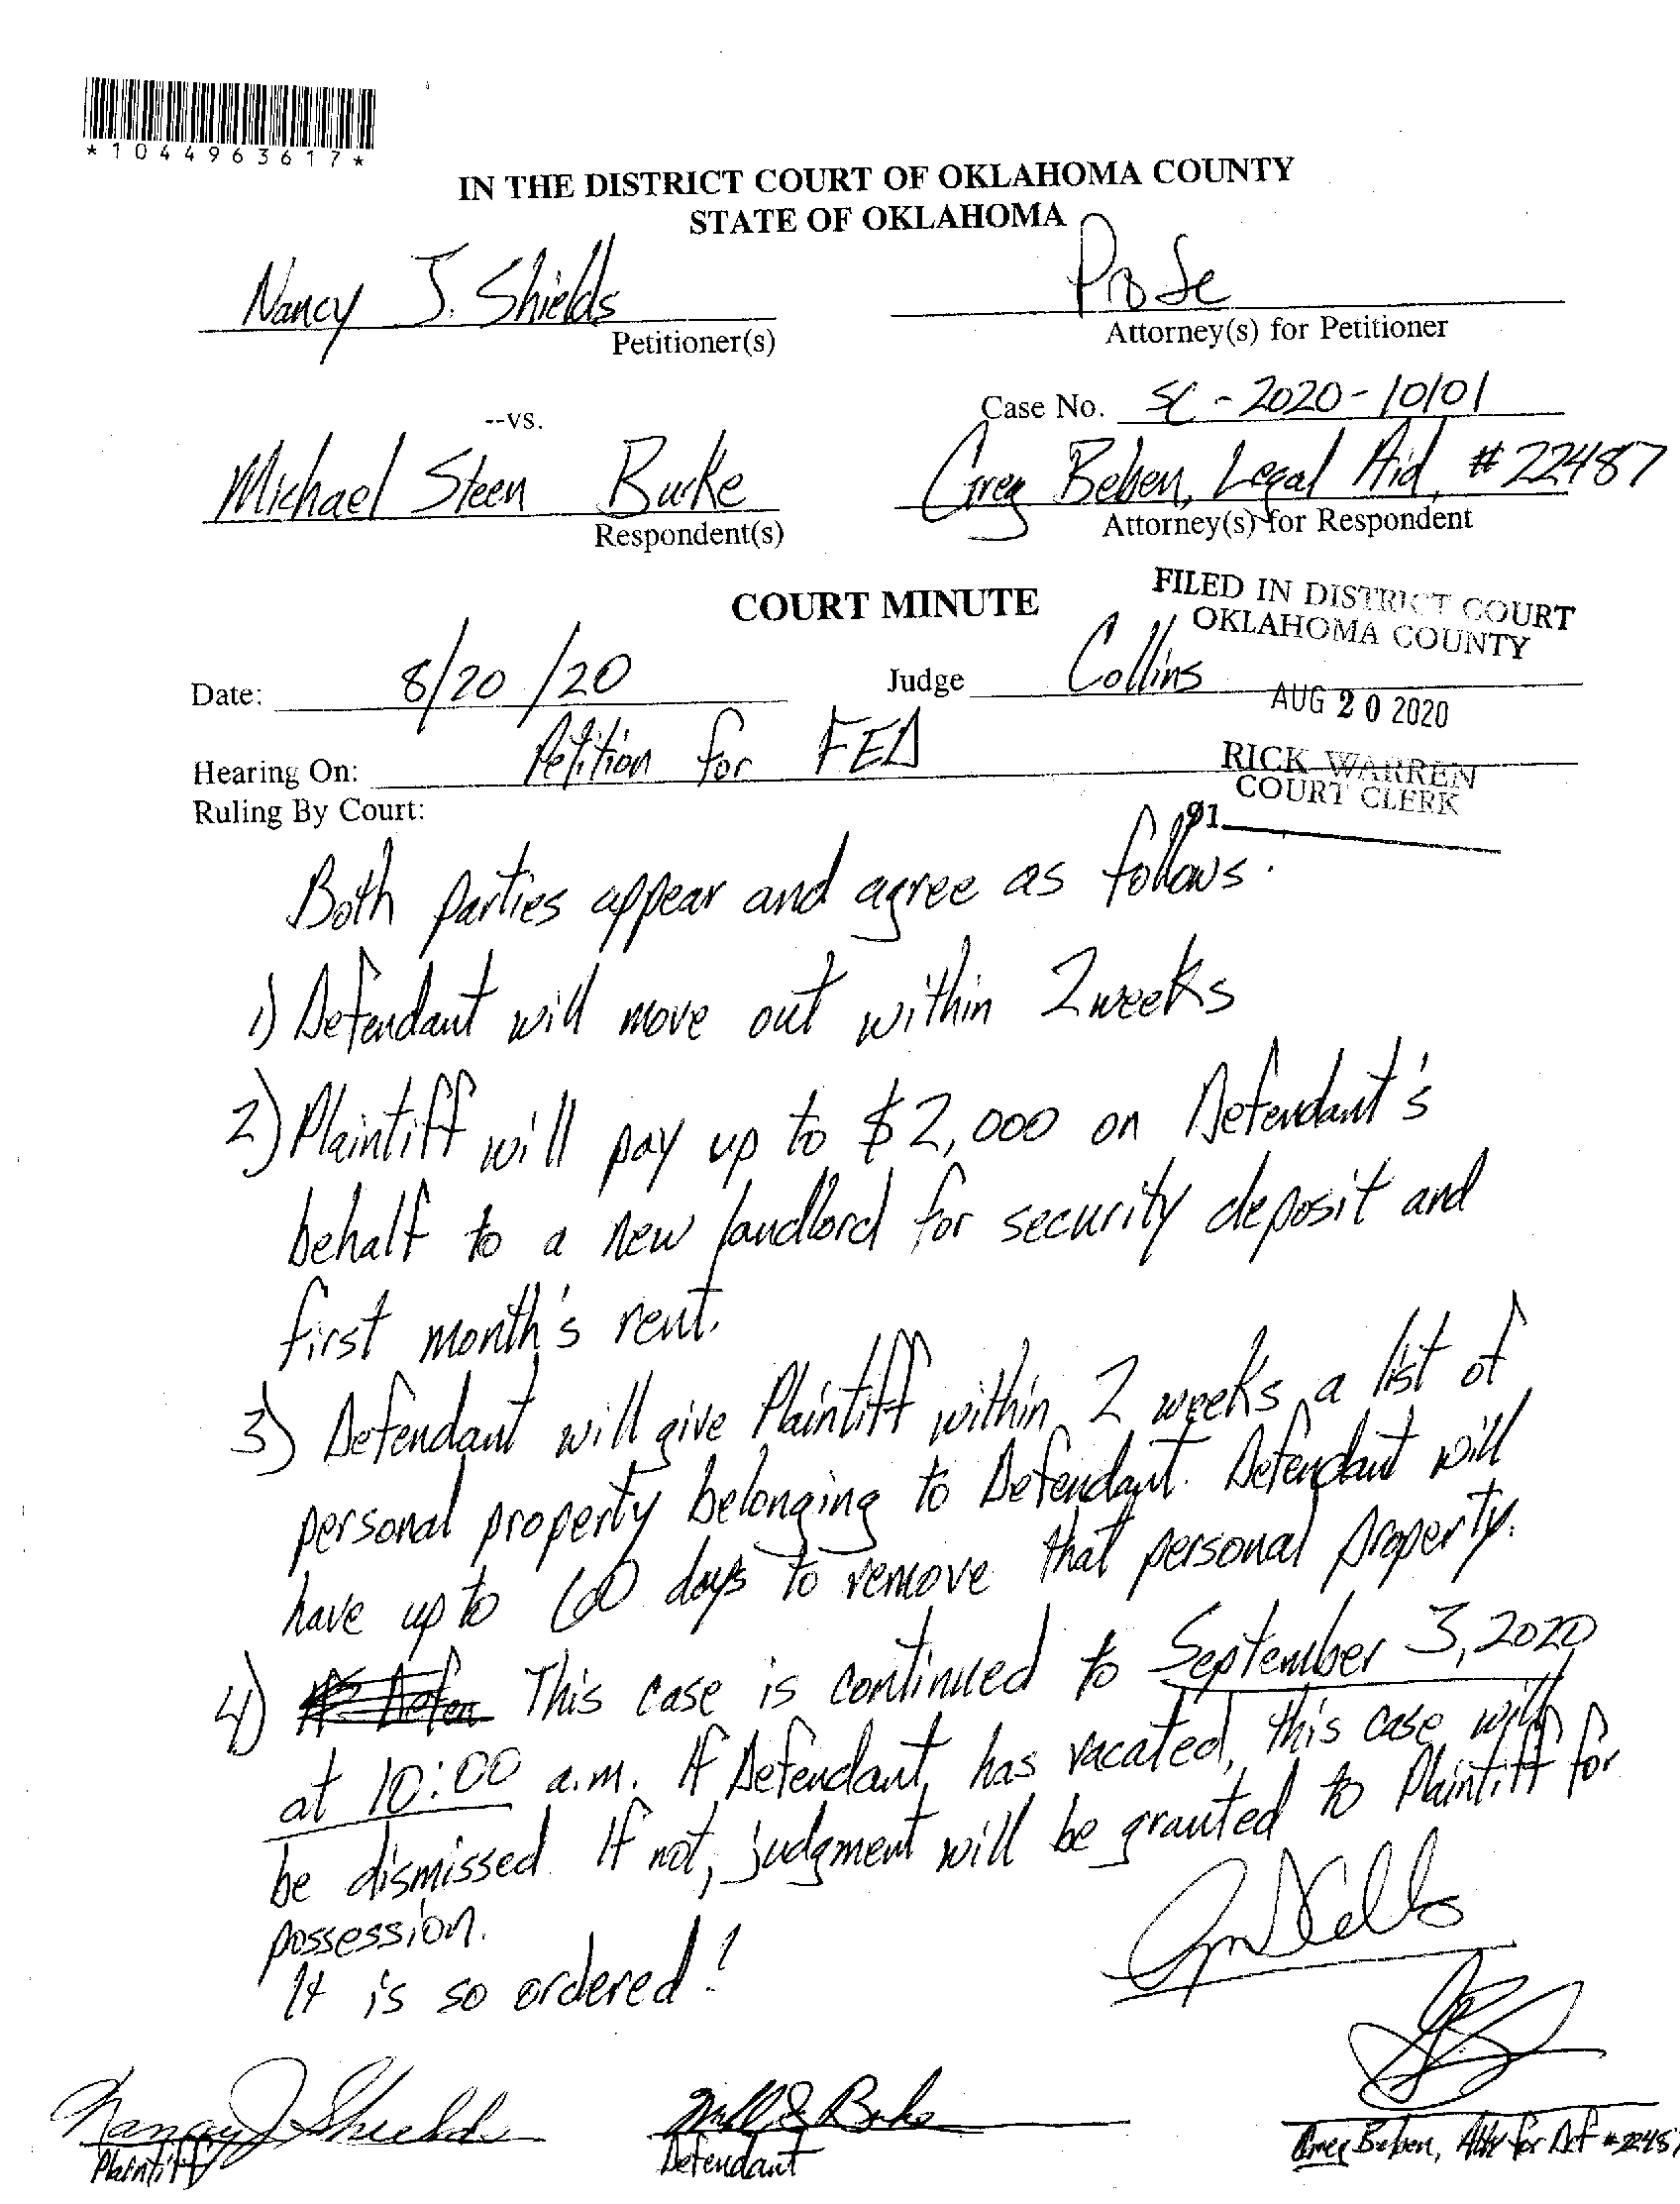 *1044963617*
IN THE DISTRICT COURT OF OKLAHOMA COUNTY
STATE OF OKLAHOMA
Nancy J. Shields
Petitioner(s)
Pro Se
Attorney(s) for Petitioner
--vs.
Case No. SC-2020-10101
Michael Steen Burke
Respondent(s)
Greg Beben, Legal Aid, #22487
Attorney(s) for Respondent
COURT MINUTE
FILED IN DISTRICT COURT
OKLAHOMA COUNTY
Date: 8/20/20
Judge Collins
AUG 20 2020
Hearing On: Petition for FED
RICK WARREN
COURT CLERK
Ruling By Court:
91
Both parties appear and agree as follows:
1) Defendant will move out within 2 weeks
2) Plaintiff will pay up to $2,000 on Defendant's
behalf to a new landlord for security deposit and
first month's rent.
3) Defendant will give Plaintiff within 2 weeks a list of
personal property belonging to Defendant. Defendant will
have up to 60 days to remove that personal property.
4) This case is continued to September 3, 2020
at 10:00 a.m. If Defendant has vacated, this case will
be dismissed. If not, judgment will be granted to Plaintiff for
possession.
It is so ordered!
Nancy J Shields
Plaintiff
Defendant
Greg Beben, Atty for Def #22487